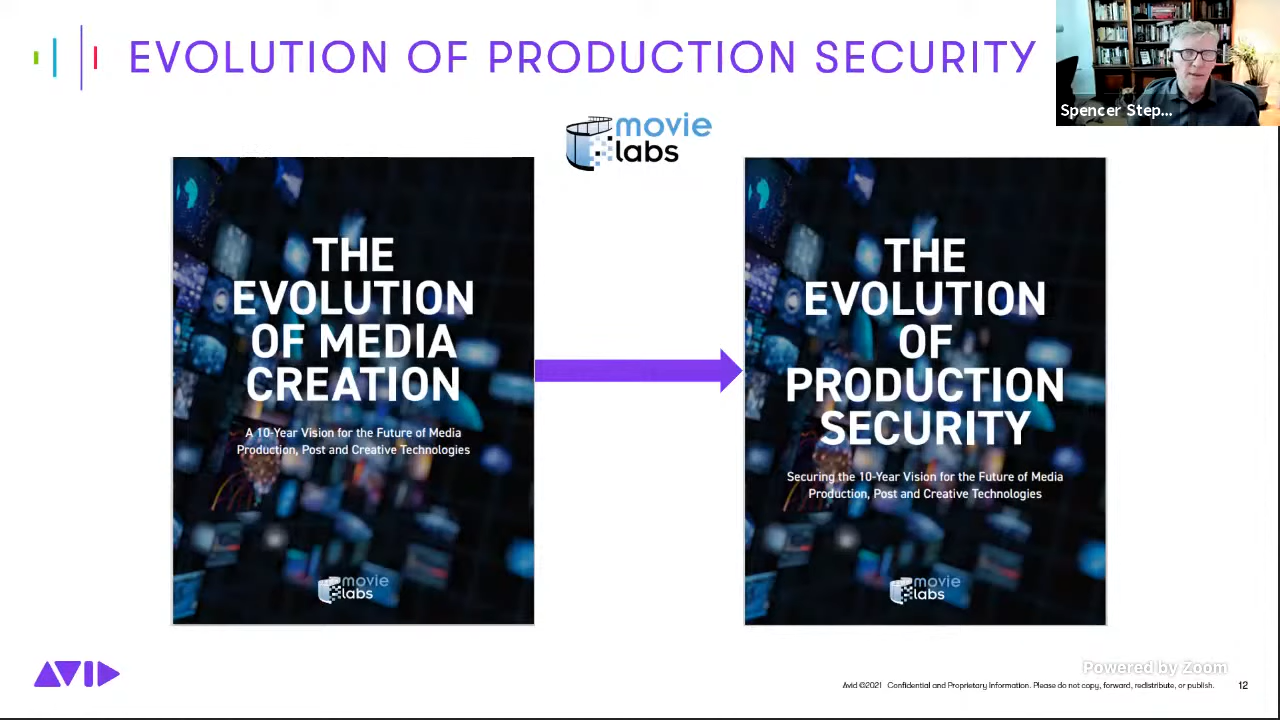 EVOLUTION OF PRODUCTION SECURITY
Spencer Step...
movie
labs
THE
EVOLUTION
OF MEDIA
CREATION
A 10-Year Vision for the Future of Media
Production, Post and Creative Technologies
movie
labs
THE
EVOLUTION
OF
PRODUCTION
SECURITY
Securing the 10-Year Vision for the Future of Media
Production, Post and Creative Technologies
movie
labs
AVID
Powered by Zoom
Avid ©2021 Confidential and Proprietary Information. Please do not copy, forward, redistribute, or publish. 12